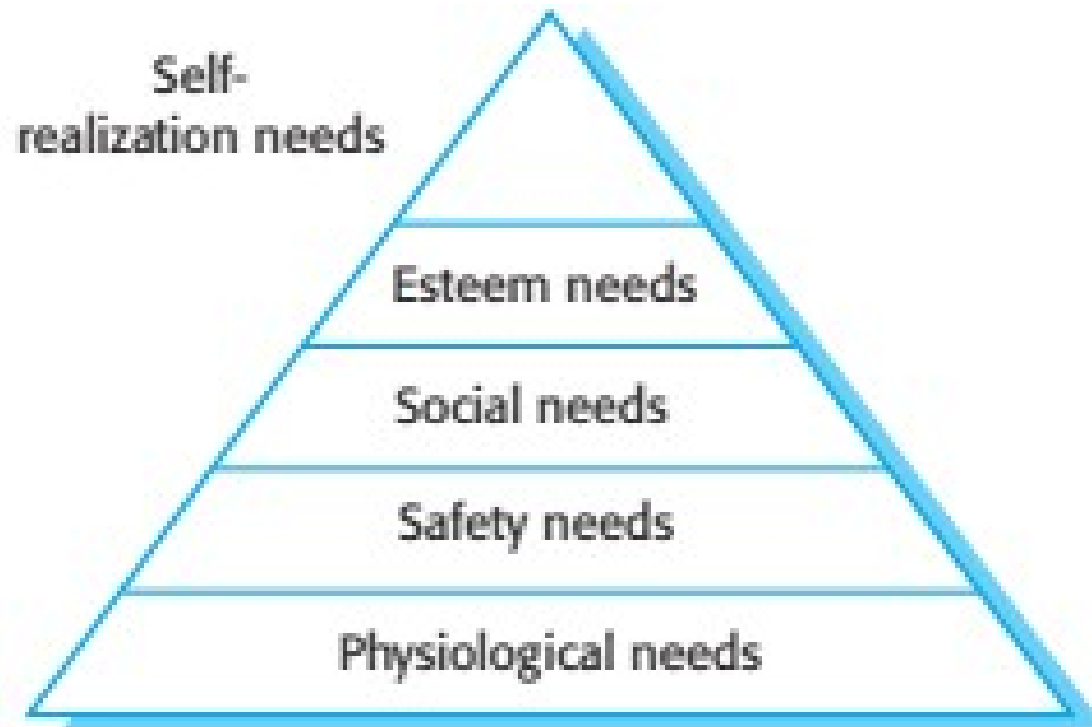 Self-
realization needs
Esteem needs
Social needs
Safety needs
Physiological needs